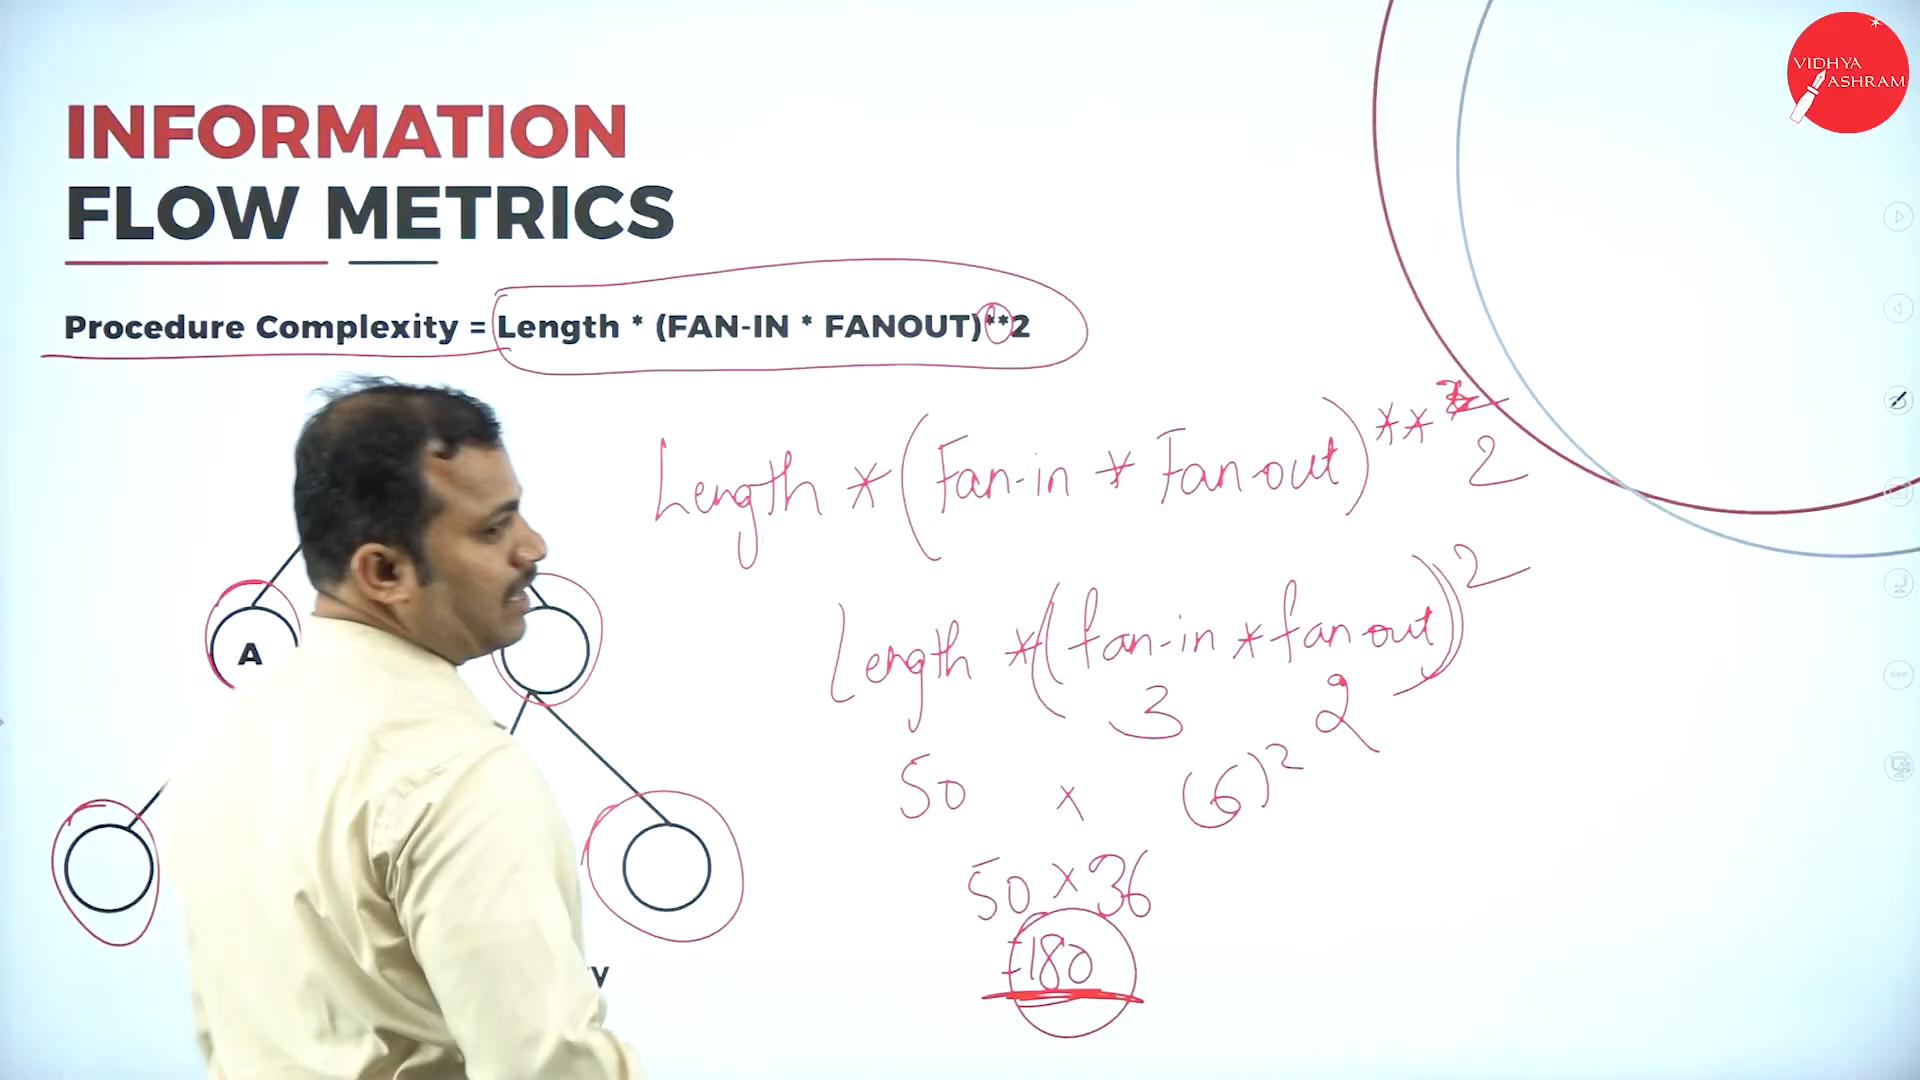 VIDHYA
ASHRAM
INFORMATION
FLOW METRICS
Procedure Complexity = Length * (FAN-IN * FANOUT)**2
Length * (Fan-in * Fan-out)** 2
Length * (fan-in * fan out)2
3 2
50 x (6)2
50 x 36
=180
A
y